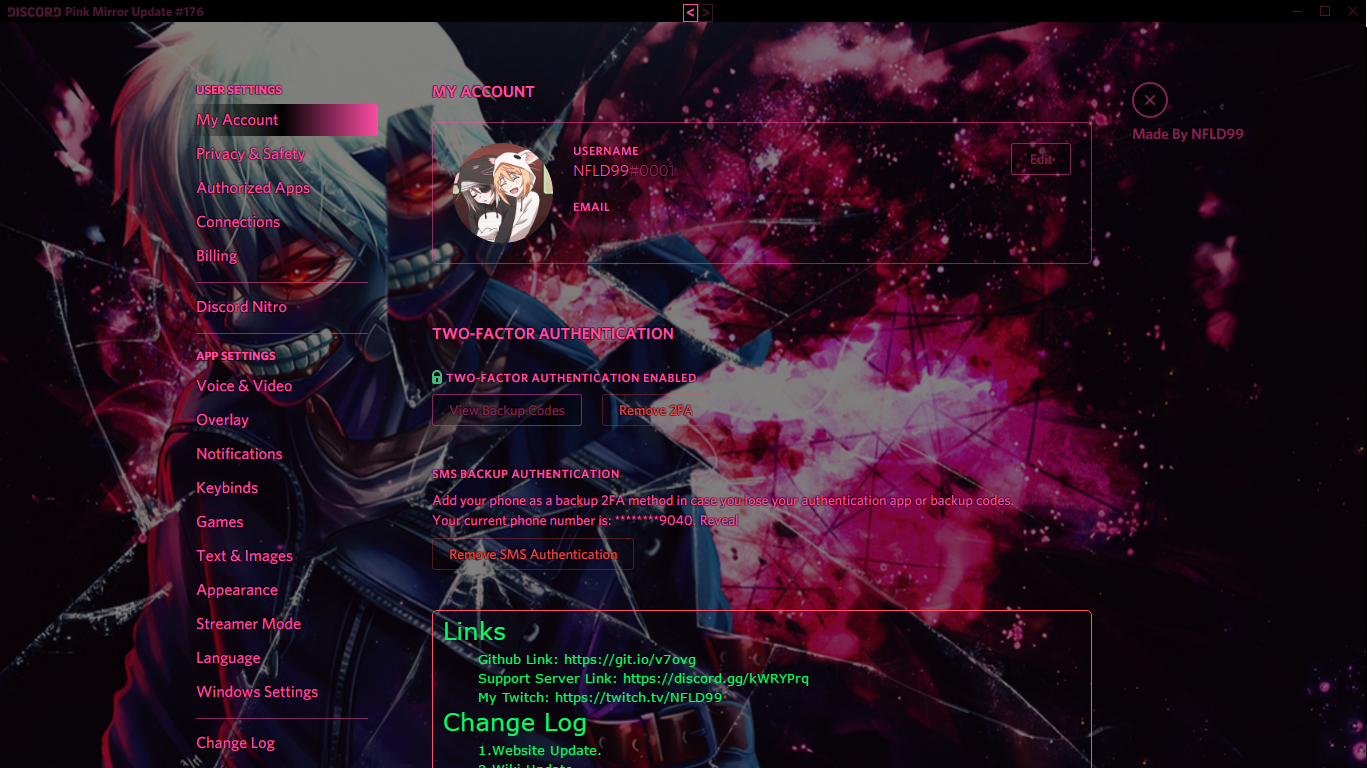 DISCORD Pink Mirror Update #176
< >
USER SETTINGS
My Account
Privacy & Safety
Authorized Apps
Connections
Billing
Discord Nitro
APP SETTINGS
Voice & Video
Overlay
Notifications
Keybinds
Games
Text & Images
Appearance
Streamer Mode
Language
Windows Settings
Change Log
MY ACCOUNT
USERNAME
NFLD99#0001
EMAIL
Edit
TWO-FACTOR AUTHENTICATION
TWO-FACTOR AUTHENTICATION ENABLED
View Backup Codes
Remove 2FA
SMS BACKUP AUTHENTICATION
Add your phone as a backup 2FA method in case you lose your authentication app or backup codes.
Your current phone number is: ********9040. Reveal
Remove SMS Authentication
Links
Github Link: https://git.io/v7ovg
Support Server Link: https://discord.gg/kWRYPrq
My Twitch: https://twitch.tv/NFLD99
Change Log
1.Website Update.
2.Wiki Update.
Made By NFLD99